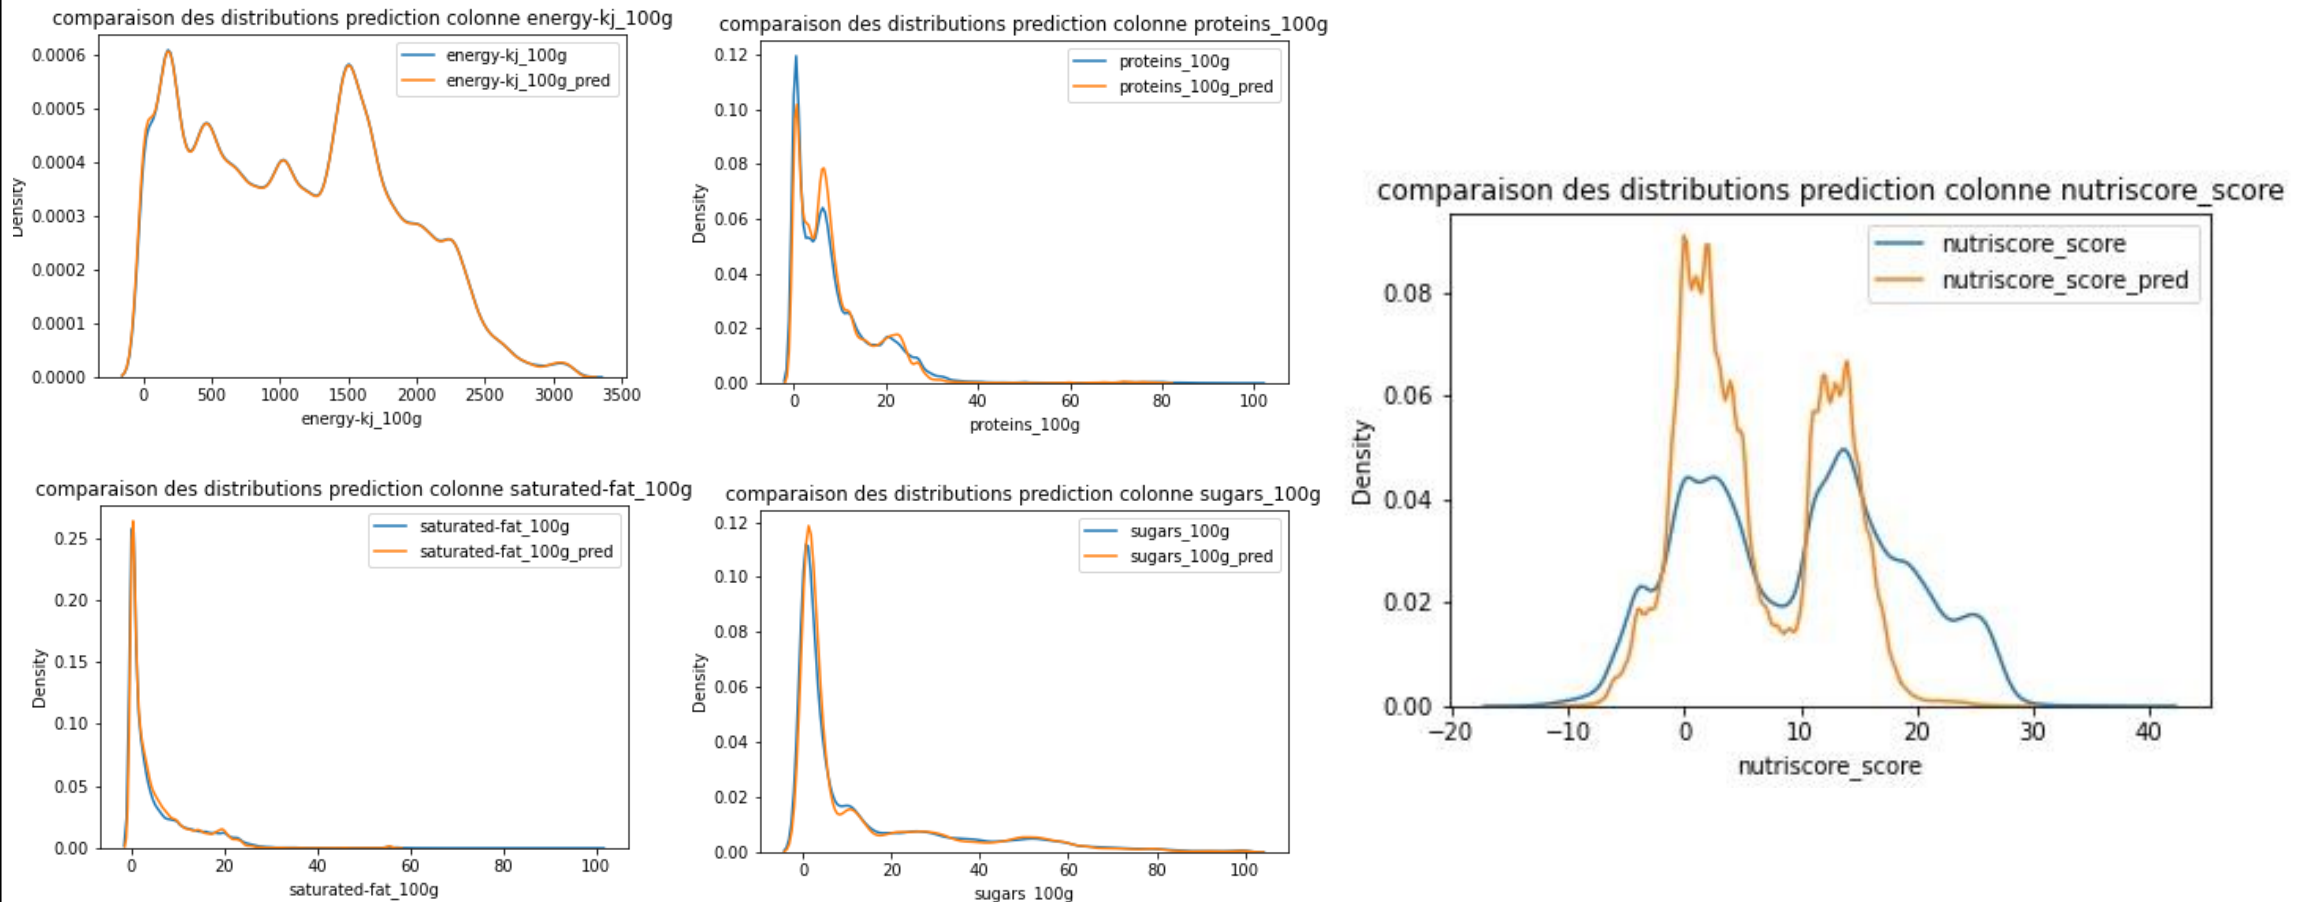 comparaison des distributions prediction colonne energy-kj_100g
energy-kj_100g
energy-kj_100g_pred
0.0006
0.0005
0.0004
0.0003
0.0002
0.0001
0.0000
Density
0 500 1000 1500 2000 2500 3000 3500
energy-kj_100g
comparaison des distributions prediction colonne proteins_100g
proteins_100g
proteins_100g_pred
0.12
0.10
0.08
0.06
0.04
0.02
0.00
Density
0 20 40 60 80 100
proteins_100g
comparaison des distributions prediction colonne saturated-fat_100g
saturated-fat_100g
saturated-fat_100g_pred
0.25
0.20
0.15
0.10
0.05
0.00
Density
0 20 40 60 80 100
saturated-fat_100g
comparaison des distributions prediction colonne sugars_100g
sugars_100g
sugars_100g_pred
0.12
0.10
0.08
0.06
0.04
0.02
0.00
Density
0 20 40 60 80 100
sugars_100g
comparaison des distributions prediction colonne nutriscore_score
nutriscore_score
nutriscore_score_pred
0.08
0.06
0.04
0.02
0.00
Density
−20 −10 0 10 20 30 40
nutriscore_score